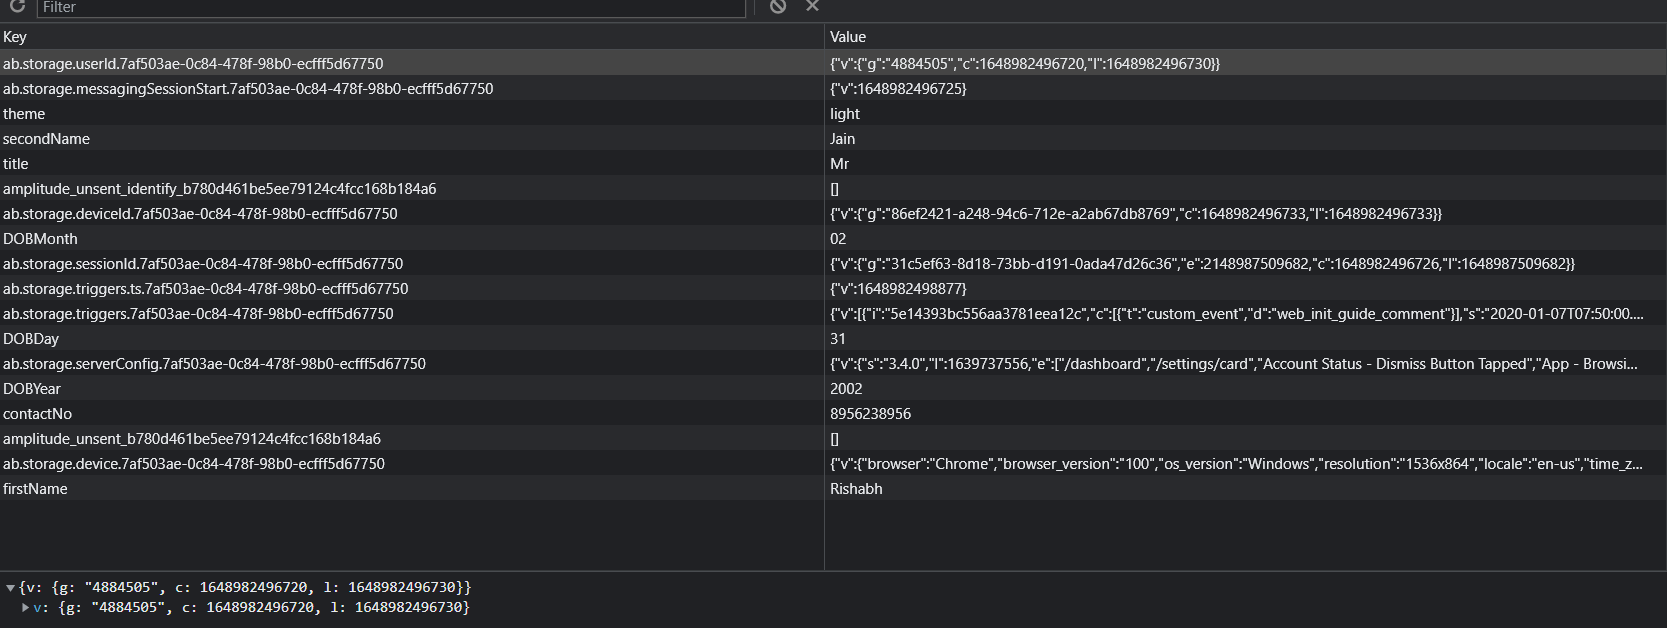 Filter
Key Value
ab.storage.userId.7af503ae-0c84-478f-98b0-ecfff5d67750 {"v":{"g":"4884505","c":1648982496720,"l":1648982496730}}
ab.storage.messagingSessionStart.7af503ae-0c84-478f-98b0-ecfff5d67750 {"v":1648982496725}
theme light
secondName Jain
title Mr
amplitude_unsent_identify_b780d461be5ee79124c4fcc168b184a6 []
ab.storage.deviceId.7af503ae-0c84-478f-98b0-ecfff5d67750 {"v":{"g":"86ef2421-a248-94c6-712e-a2ab67db8769","c":1648982496733,"l":1648982496733}}
DOBMonth 02
ab.storage.sessionId.7af503ae-0c84-478f-98b0-ecfff5d67750 {"v":{"g":"31c5ef63-8d18-73bb-d191-0ada47d26c36","e":2148987509682,"c":1648982496726,"l":1648987509682}}
ab.storage.triggers.ts.7af503ae-0c84-478f-98b0-ecfff5d67750 {"v":1648982498877}
ab.storage.triggers.7af503ae-0c84-478f-98b0-ecfff5d67750 {"v":[{"i":"5e14393bc556aa3781eea12c","c":[{"t":"custom_event","d":"web_init_guide_comment"}],"s":"2020-01-07T07:50:00....
DOBDay 31
ab.storage.serverConfig.7af503ae-0c84-478f-98b0-ecfff5d67750 {"v":{"s":"3.4.0","l":1639737556,"e":["/dashboard","/settings/card","Account Status - Dismiss Button Tapped","App - Browsi...
DOBYear 2002
contactNo 8956238956
amplitude_unsent_b780d461be5ee79124c4fcc168b184a6 []
ab.storage.device.7af503ae-0c84-478f-98b0-ecfff5d67750 {"v":{"browser":"Chrome","browser_version":"100","os_version":"Windows","resolution":"1536x864","locale":"en-us","time_z...
firstName Rishabh
{v: {g: "4884505", c: 1648982496720, l: 1648982496730}}
v: {g: "4884505", c: 1648982496720, l: 1648982496730}